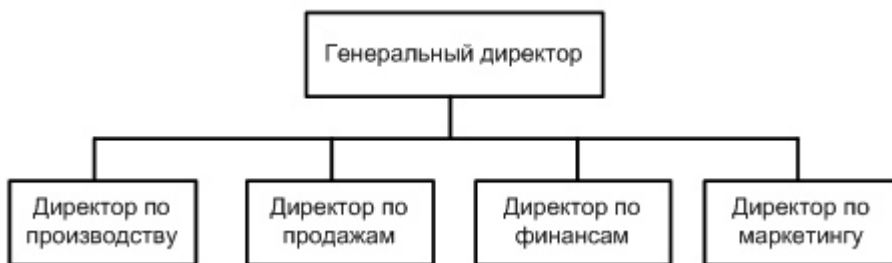 Генеральный директор
Директор по
производству
Директор по
продажам
Директор по
финансам
Директор по
маркетингу